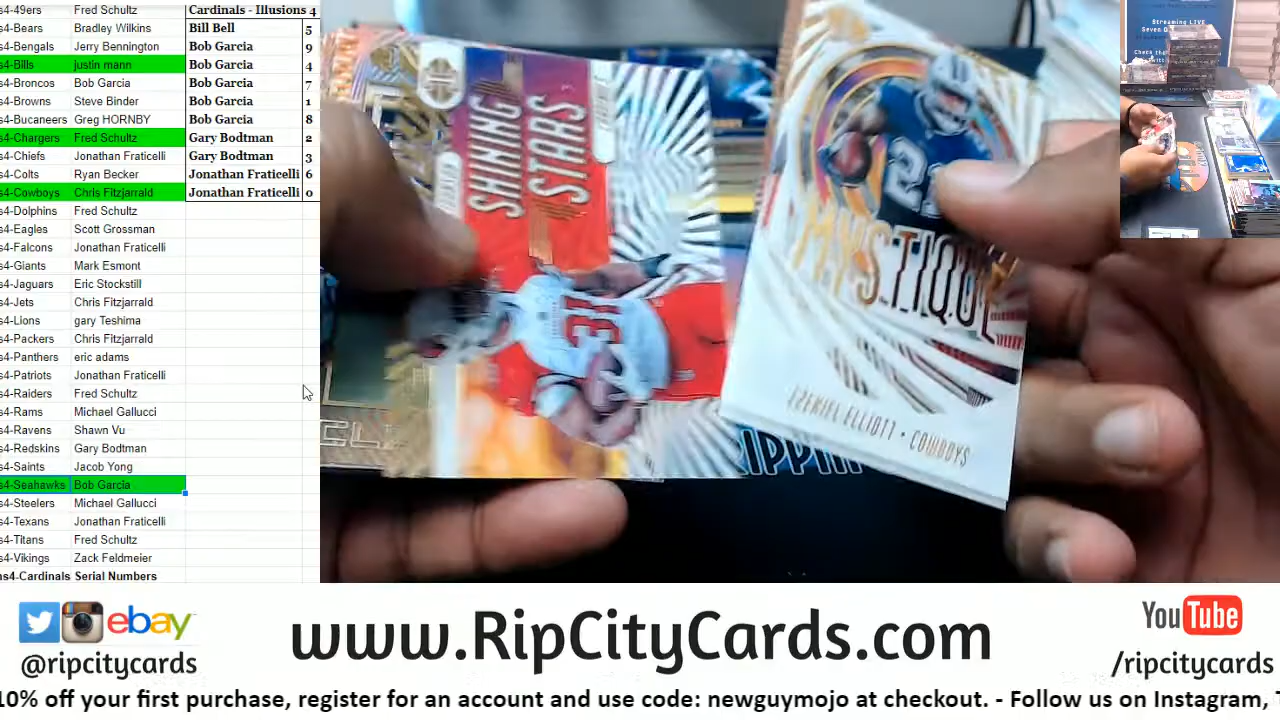 s4-49ers Fred Schultz
s4-Bears Bradley Wilkins
s4-Bengals Jerry Bennington
s4-Bills justin mann
s4-Broncos Bob Garcia
s4-Browns Steve Binder
s4-Bucaneers Greg HORNBY
s4-Chargers Fred Schultz
s4-Chiefs Jonathan Fraticelli
s4-Colts Ryan Becker
s4-Cowboys Chris Fitzjarrald
s4-Dolphins Fred Schultz
s4-Eagles Scott Grossman
s4-Falcons Jonathan Fraticelli
s4-Giants Mark Esmont
s4-Jaguars Eric Stockstill
s4-Jets Chris Fitzjarrald
s4-Lions gary Teshima
s4-Packers Chris Fitzjarrald
s4-Panthers eric adams
s4-Patriots Jonathan Fraticelli
s4-Raiders Fred Schultz
s4-Rams Michael Gallucci
s4-Ravens Shawn Vu
s4-Redskins Gary Bodtman
s4-Saints Jacob Yong
s4-Seahawks Bob Garcia
s4-Steelers Michael Gallucci
s4-Texans Jonathan Fraticelli
s4-Titans Fred Schultz
s4-Vikings Zack Feldmeier
ns4-Cardinals Serial Numbers
Cardinals - Illusions 4
Bill Bell 5
Bob Garcia 9
Bob Garcia 4
Bob Garcia 7
Bob Garcia 1
Bob Garcia 8
Gary Bodtman 2
Gary Bodtman 3
Jonathan Fraticelli 6
Jonathan Fraticelli 0
SHINING
STARS
31
21
MYSTIQUE
EZEKIEL ELLIOTT • COWBOYS
RIPPIN
Streaming LIVE
Seven D
Check th
ebay
@ripcitycards
www.RipCityCards.com
YouTube
/ripcitycards
10% off your first purchase, register for an account and use code: newguymojo at checkout. - Follow us on Instagram,